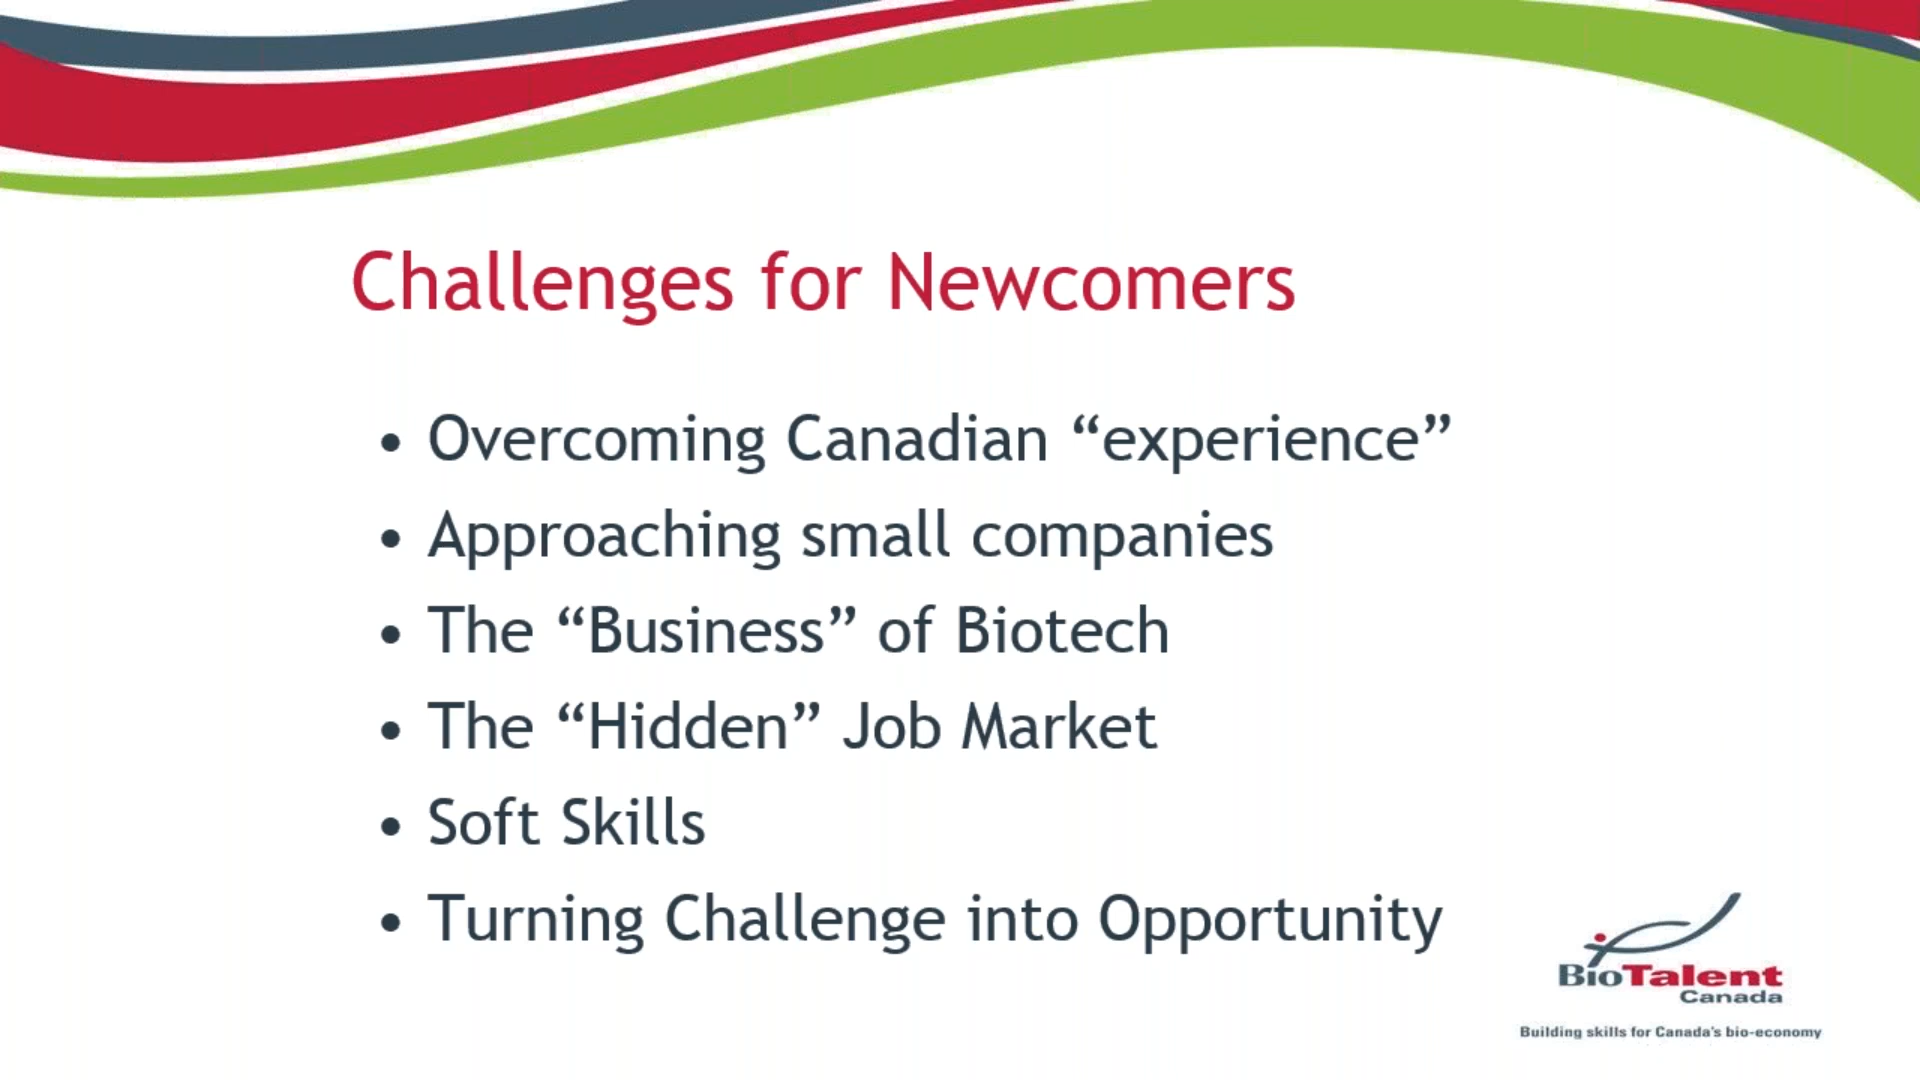 Challenges for Newcomers
• Overcoming Canadian “experience”
• Approaching small companies
• The “Business” of Biotech
• The “Hidden” Job Market
• Soft Skills
• Turning Challenge into Opportunity
BioTalent
Canada
Building skills for Canada's bio-economy